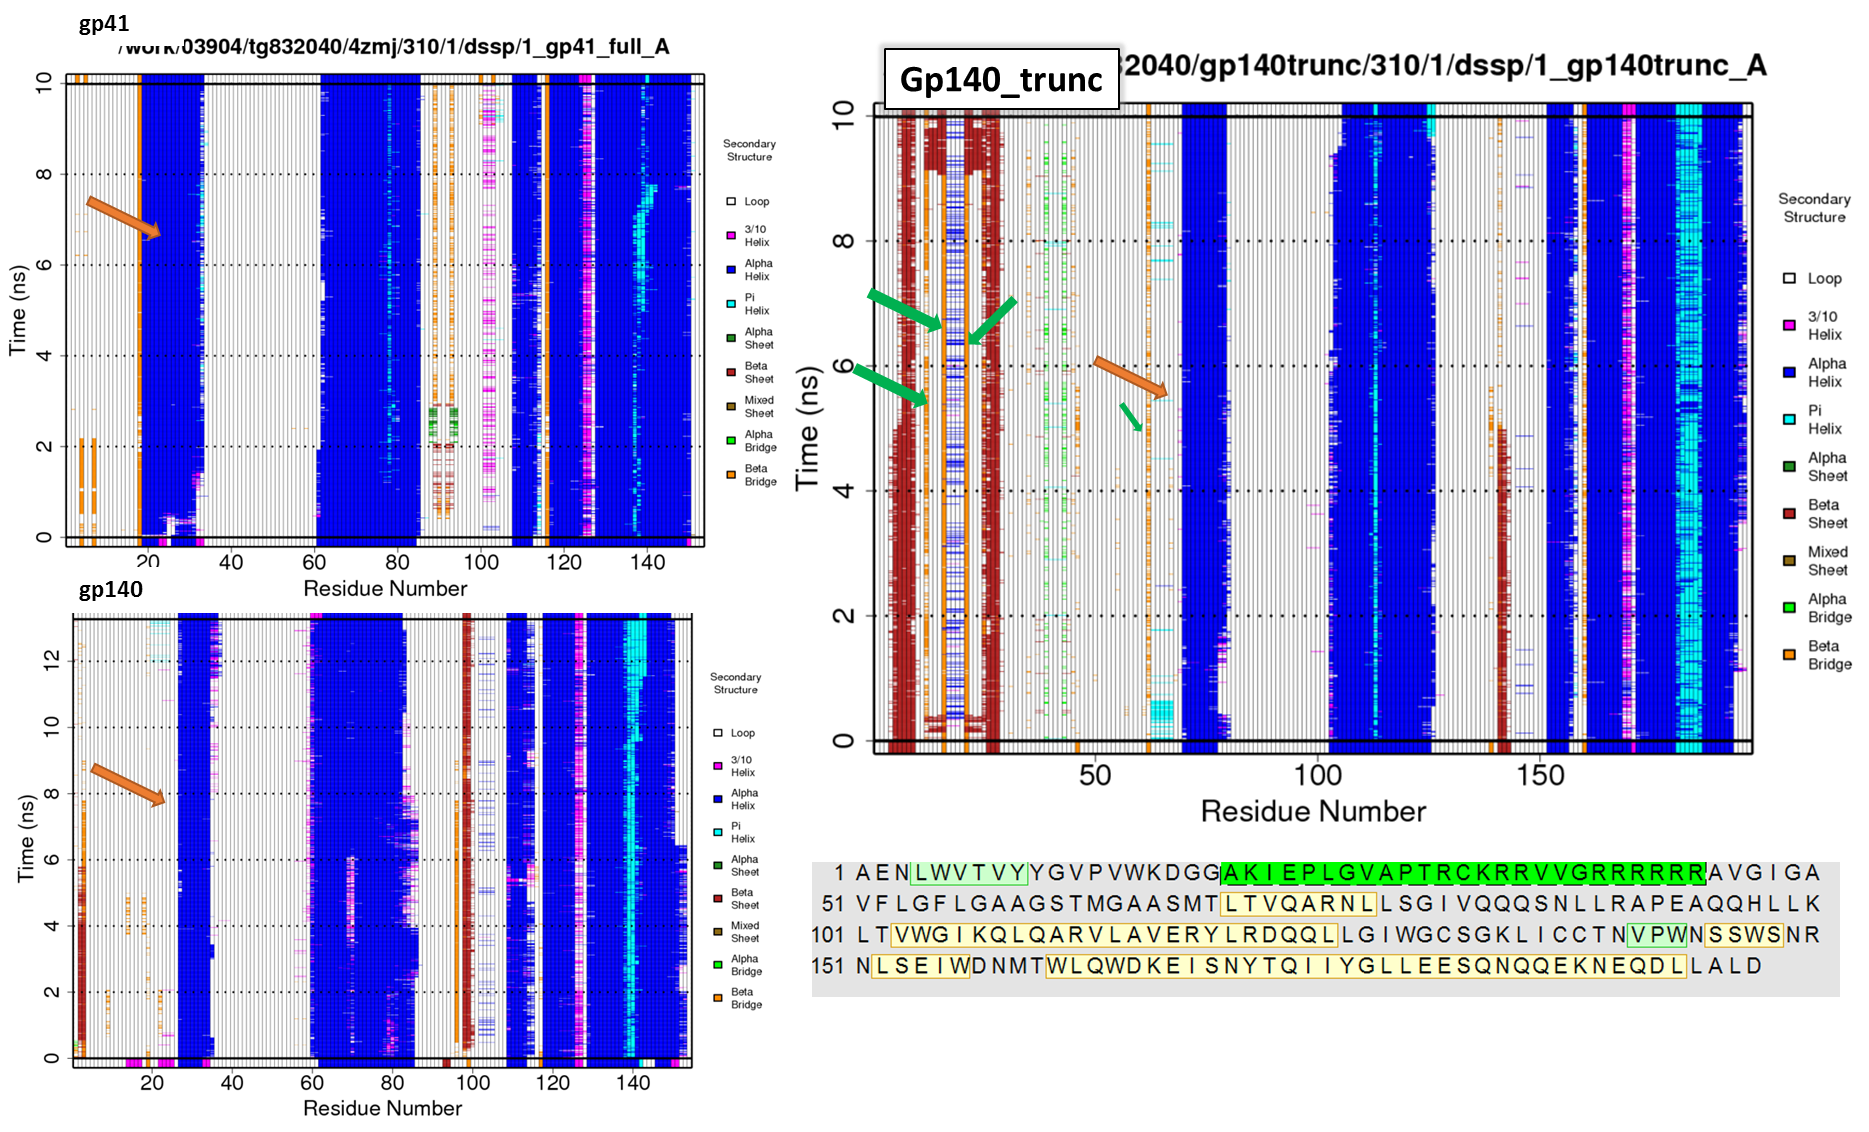 gp41
/work/03904/tg832040/4zmj/310/1/dssp/1_gp41_full_A
Time (ns)
10
8
6
4
2
0
20 40 60 80 100 120 140
Residue Number
Secondary
Structure
Loop
3/10
Helix
Alpha
Helix
Pi
Helix
Alpha
Sheet
Beta
Sheet
Mixed
Sheet
Alpha
Bridge
Beta
Bridge
gp140
Time (ns)
12
10
8
6
4
2
0
20 40 60 80 100 120 140
Residue Number
Secondary
Structure
Loop
3/10
Helix
Alpha
Helix
Pi
Helix
Alpha
Sheet
Beta
Sheet
Mixed
Sheet
Alpha
Bridge
Beta
Bridge
Gp140_trunc
32040/gp140trunc/310/1/dssp/1_gp140trunc_A
Time (ns)
10
8
6
4
2
0
50 100 150
Residue Number
Secondary
Structure
Loop
3/10
Helix
Alpha
Helix
Pi
Helix
Alpha
Sheet
Beta
Sheet
Mixed
Sheet
Alpha
Bridge
Beta
Bridge
1 AENLWVTVYYGVPVWKDGGAKIEPLGVAPTRCKRRVVGRRRRRRAVGIGA
51 VFLGFLGAAGSTMGAASMTLTVQARNLLSGIVQQQSNLLRAPEAQQHLLK
101 LTVWGIKQLQARVLAVERYLRDQQLLGIWGCSGKLICCTNVPWNSSWSNR
151 NLSEIWDNMTWLQWDKEISNYTQIIYGLLEESQNQQEKNEQDLLALD